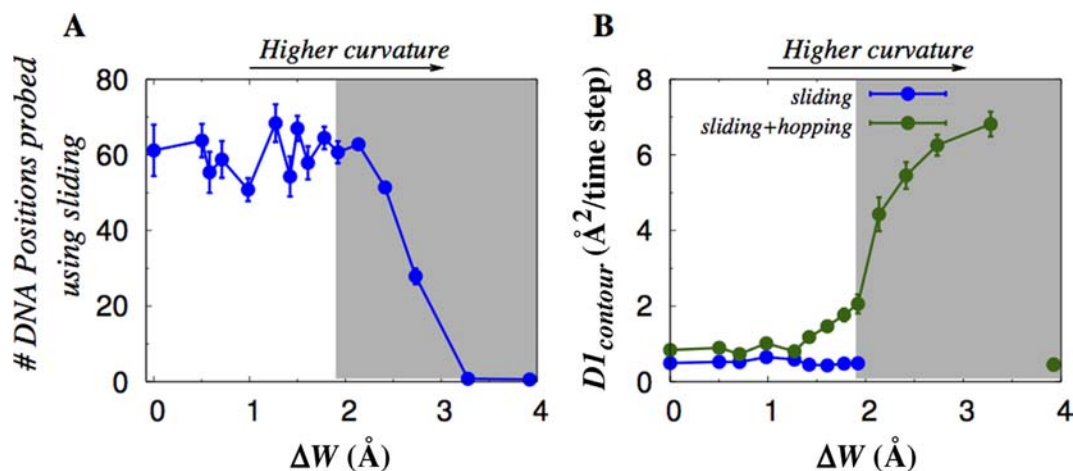 A
Higher curvature
# DNA Positions probed
using sliding
80
60
40
20
0
0 1 2 3 4
ΔW (Å)
B
Higher curvature
sliding
sliding+hopping
D1contour (Å²/time step)
8
6
4
2
0
0 1 2 3 4
ΔW (Å)